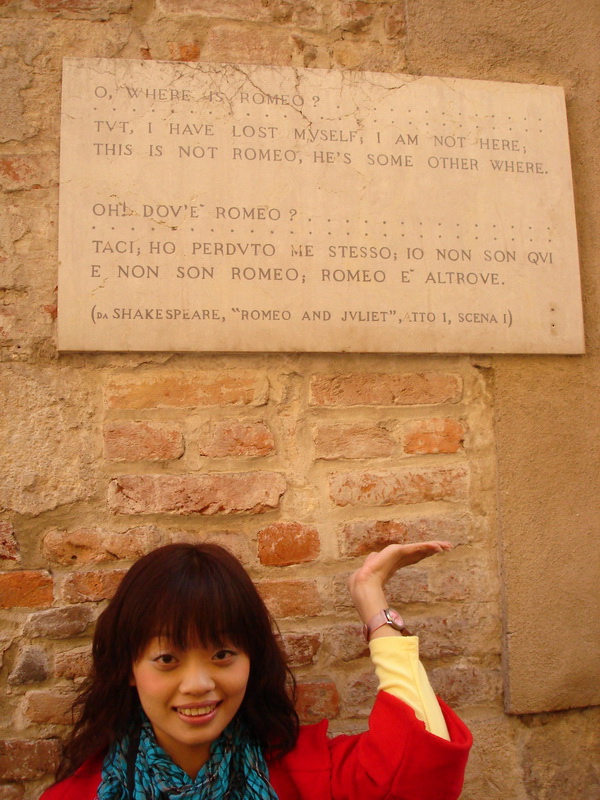 O, WHERE IS ROMEO? . . . . . . . . . . . . . . . . . .
. . . . . . . . . . . . . . . . . . . . . . . . . . . . . . . . . . .
TVT, I HAVE LOST MYSELF; I AM NOT HERE;
THIS IS NOT ROMEO, HE'S SOME OTHER WHERE.
OH! DOV'E` ROMEO? . . . . . . . . . . . . . . . . . . .
. . . . . . . . . . . . . . . . . . . . . . . . . . . . . . . . . . .
TACI; HO PERDVTO ME STESSO; IO NON SON QVI
E NON SON ROMEO; ROMEO E` ALTROVE.
(DA SHAKESPEARE, "ROMEO AND JVLIET", ATTO I, SCENA I)